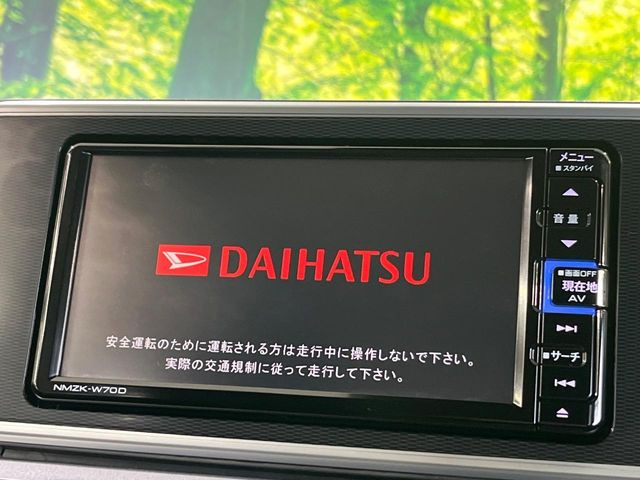 メニュー
■スタンバイ
音量
■画面OFF
現在地
AV
■サーチ
DAIHATSU
安全運転のために運転される方は走行中に操作しないで下さい。
実際の交通規制に従って走行して下さい。
NMZK-W70D